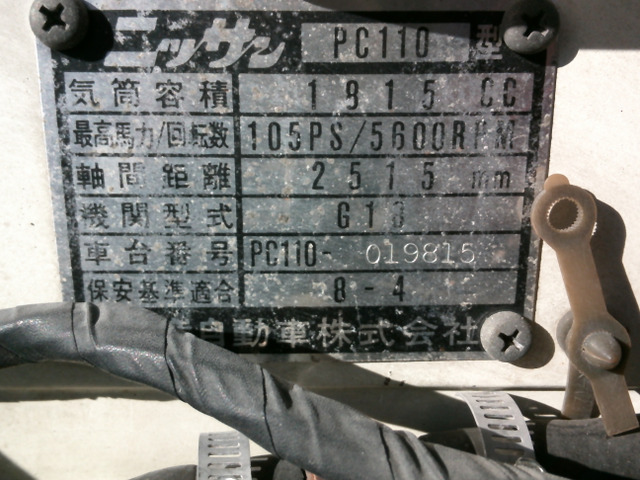 ニッサン PC110 型
気筒容積 1815 CC
最高馬力/回転数 105PS/5600RPM
軸間距離 2515 mm
機関型式 G18
車台番号 PC110- 019815
保安基準適合 8-4
自動車株式会社